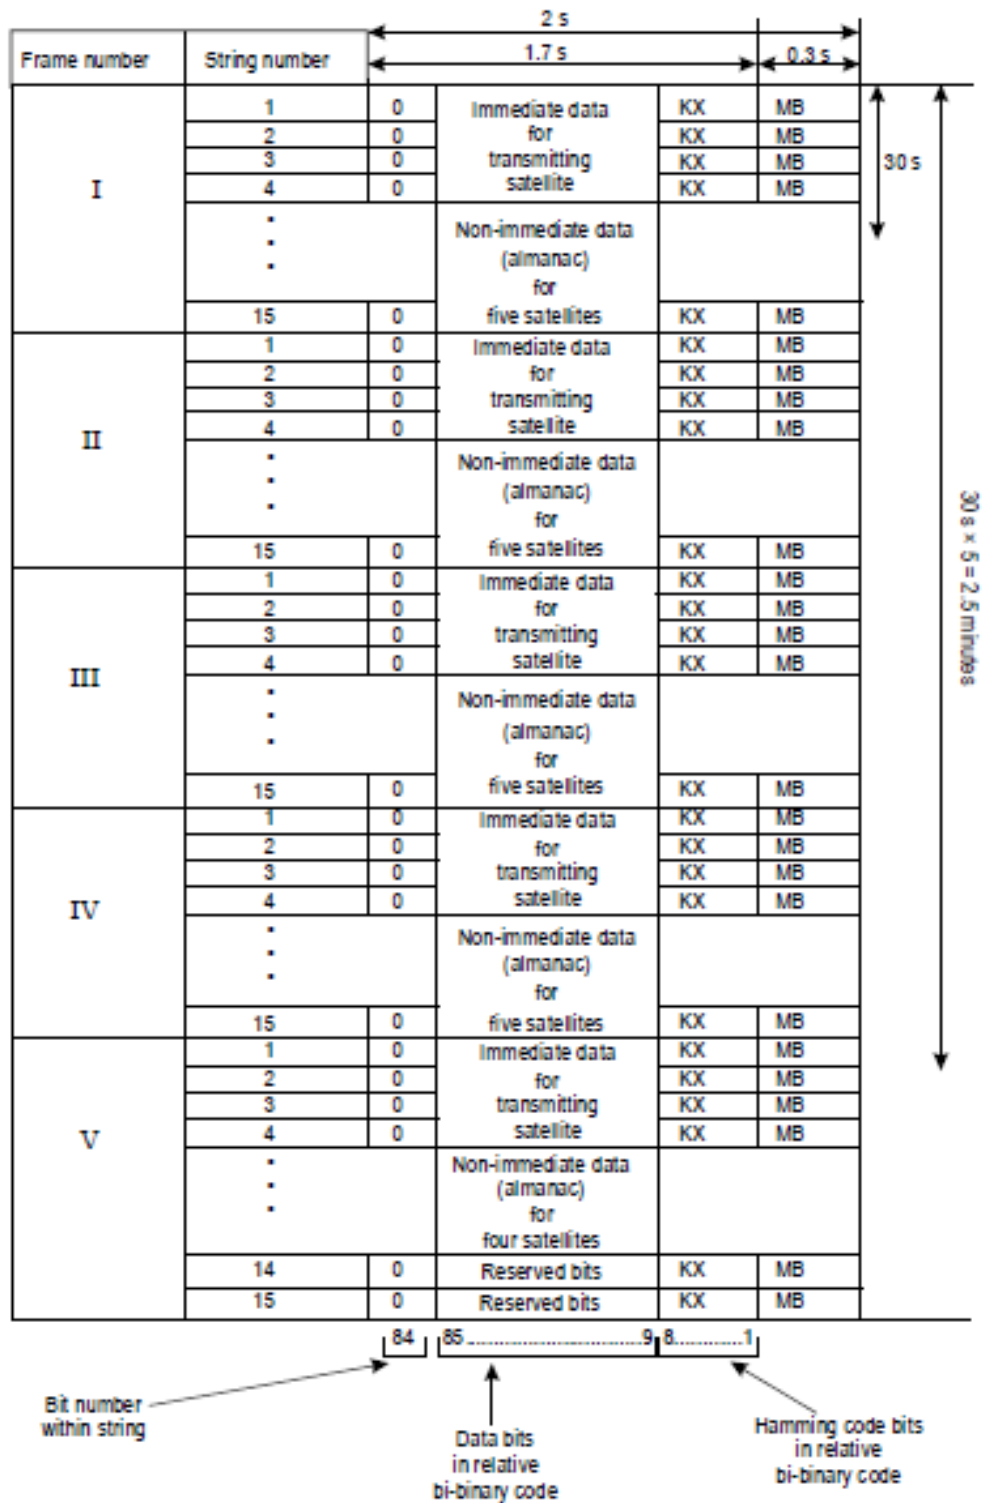 2 s
Frame number String number 1.7 s 0.3 s
1 0 Immediate data KX MB
2 0 for KX MB
3 0 transmitting KX MB
30 s
I
4 0 satellite KX MB
Non-immediate data
(almanac)
for
15 0 five satellites KX MB
1 0 Immediate data KX MB
2 0 for KX MB
3 0 transmitting KX MB
4 0 satellite KX MB
II
Non-immediate data
(almanac)
for
15 0 five satellites KX MB
30 s × 5 = 2.5 minutes
1 0 Immediate data KX MB
2 0 for KX MB
3 0 transmitting KX MB
4 0 satellite KX MB
III
Non-immediate data
(almanac)
for
15 0 five satellites KX MB
1 0 Immediate data KX MB
2 0 for KX MB
3 0 transmitting KX MB
4 0 satellite KX MB
IV
Non-immediate data
(almanac)
for
15 0 five satellites KX MB
1 0 Immediate data KX MB
2 0 for KX MB
3 0 transmitting KX MB
4 0 satellite KX MB
V
Non-immediate data
(almanac)
for
four satellites
14 0 Reserved bits KX MB
15 0 Reserved bits KX MB
84 85.......................................9 8.............1
Bit number
within string
Data bits
in relative
bi-binary code
Hamming code bits
in relative
bi-binary code